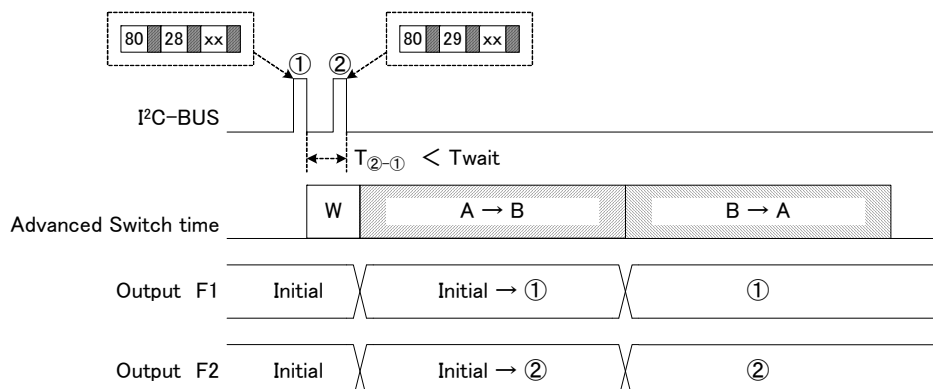 80 28 xx
80 29 xx
① ②
I²C-BUS
T②-① < Twait
Advanced Switch time W A → B B → A
Output F1 Initial Initial → ① ①
Output F2 Initial Initial → ② ②